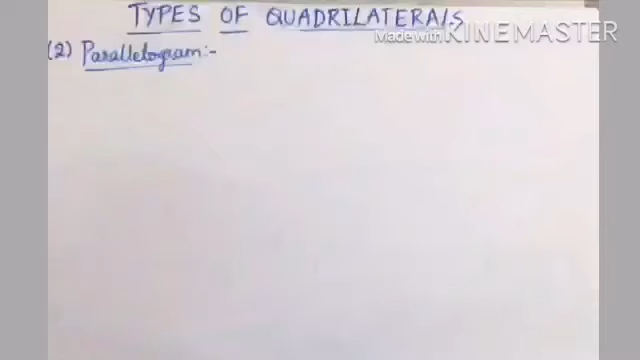 TYPES OF QUADRILATERALS
Made with KINEMASTER
(2) Parallelogram:-